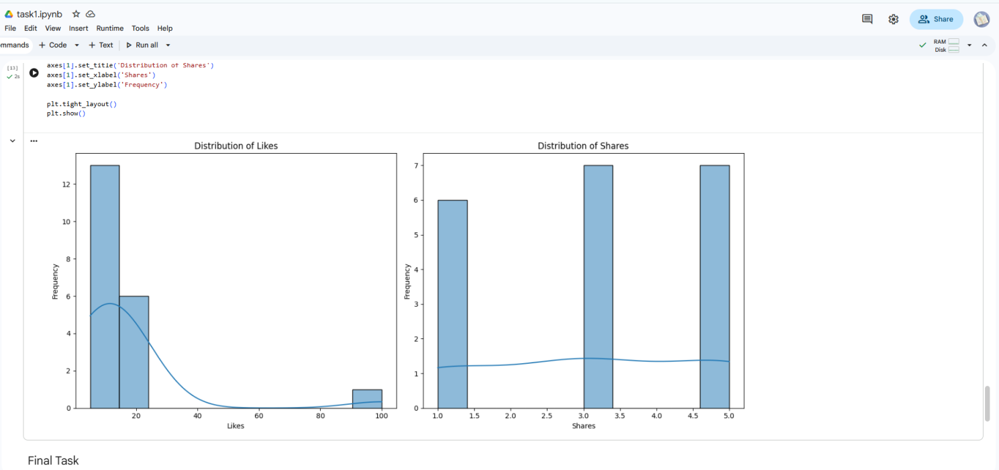 task1.ipynb
File Edit View Insert Runtime Tools Help
Share
mmands + Code + Text Run all
RAM
Disk
[13]
2s
axes[1].set_title('Distribution of Shares')
axes[1].set_xlabel('Shares')
axes[1].set_ylabel('Frequency')
plt.tight_layout()
plt.show()
...
Distribution of Likes
12
10
8
6
4
2
0
Frequency
20 40 60 80 100
Likes
Distribution of Shares
7
6
5
4
3
2
1
0
Frequency
1.0 1.5 2.0 2.5 3.0 3.5 4.0 4.5 5.0
Shares
Final Task